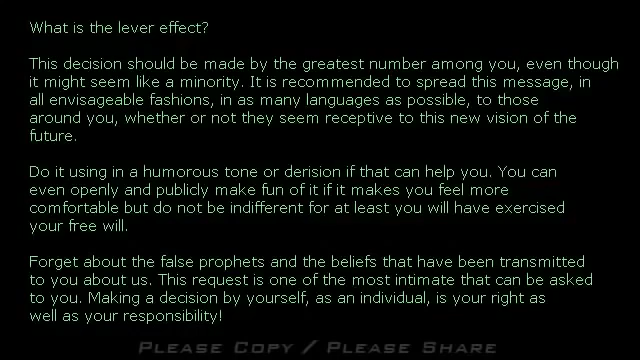 What is the lever effect?
This decision should be made by the greatest number among you, even though
it might seem like a minority. It is recommended to spread this message, in
all envisageable fashions, in as many languages as possible, to those
around you, whether or not they seem receptive to this new vision of the
future.
Do it using in a humorous tone or derision if that can help you. You can
even openly and publicly make fun of it if it makes you feel more
comfortable but do not be indifferent for at least you will have exercised
your free will.
Forget about the false prophets and the beliefs that have been transmitted
to you about us. This request is one of the most intimate that can be asked
to you. Making a decision by yourself, as an individual, is your right as
well as your responsibility!
Please Copy / Please Share